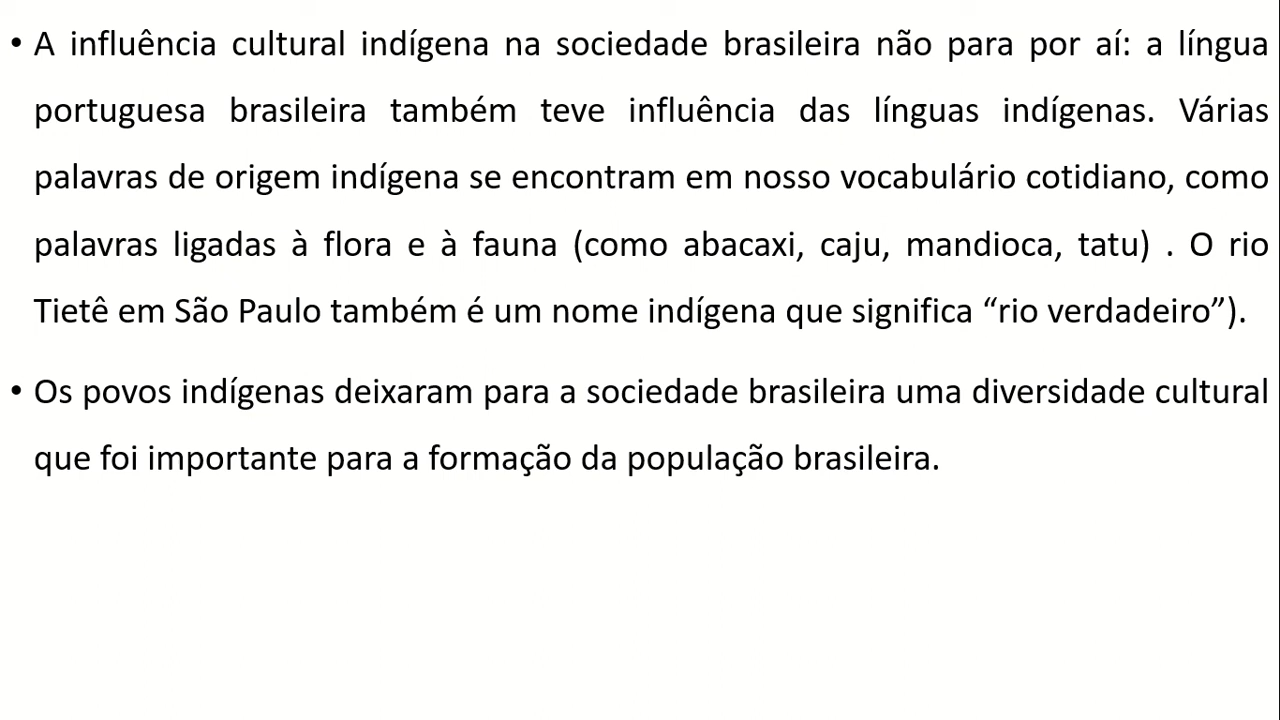 • A influência cultural indígena na sociedade brasileira não para por aí: a língua
portuguesa brasileira também teve influência das línguas indígenas. Várias
palavras de origem indígena se encontram em nosso vocabulário cotidiano, como
palavras ligadas à flora e à fauna (como abacaxi, caju, mandioca, tatu) . O rio
Tietê em São Paulo também é um nome indígena que significa “rio verdadeiro”).
• Os povos indígenas deixaram para a sociedade brasileira uma diversidade cultural
que foi importante para a formação da população brasileira.